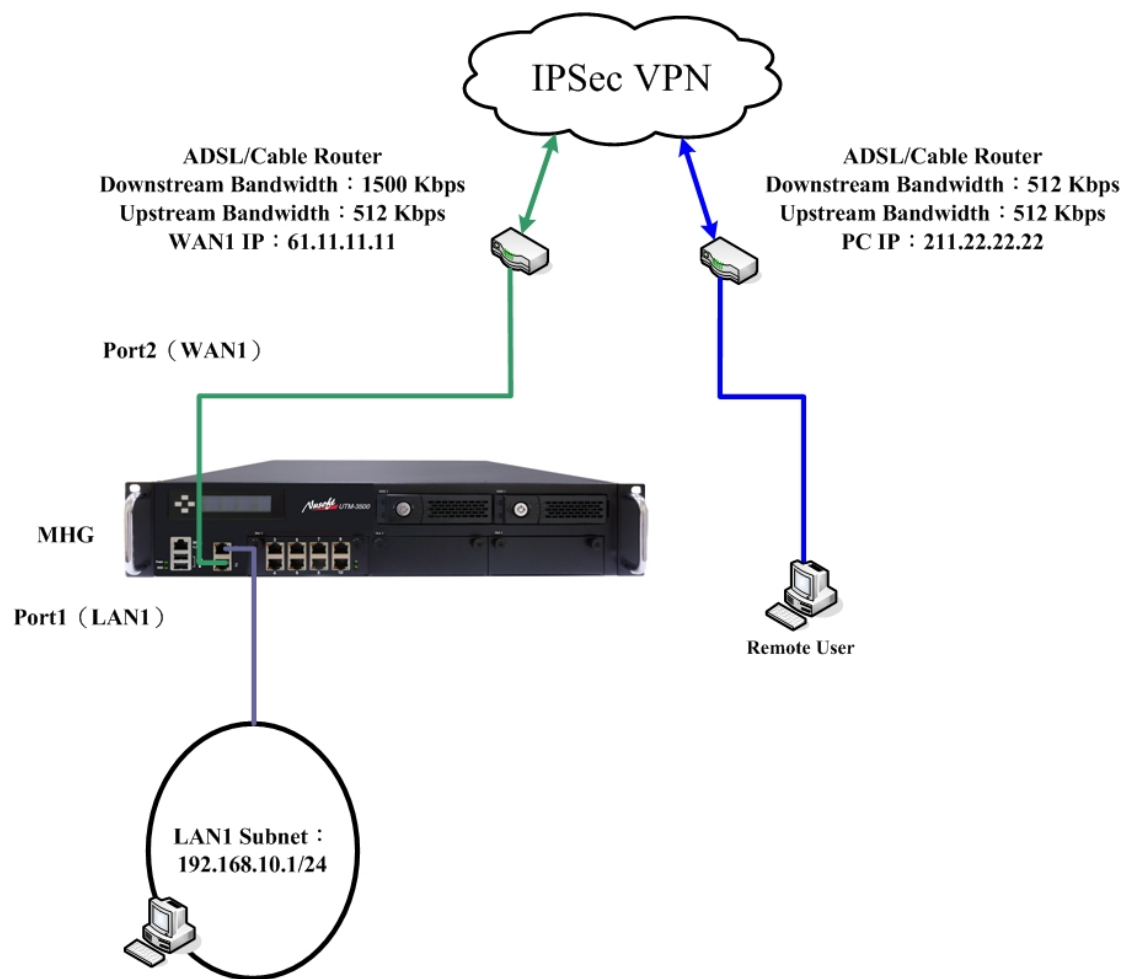 IPSec VPN
ADSL/Cable Router
Downstream Bandwidth：1500 Kbps
Upstream Bandwidth：512 Kbps
WAN1 IP：61.11.11.11
ADSL/Cable Router
Downstream Bandwidth：512 Kbps
Upstream Bandwidth：512 Kbps
PC IP：211.22.22.22
Port2（WAN1）
Nusoft UTM-3500
MHG
Port1（LAN1）
Remote User
LAN1 Subnet：
192.168.10.1/24